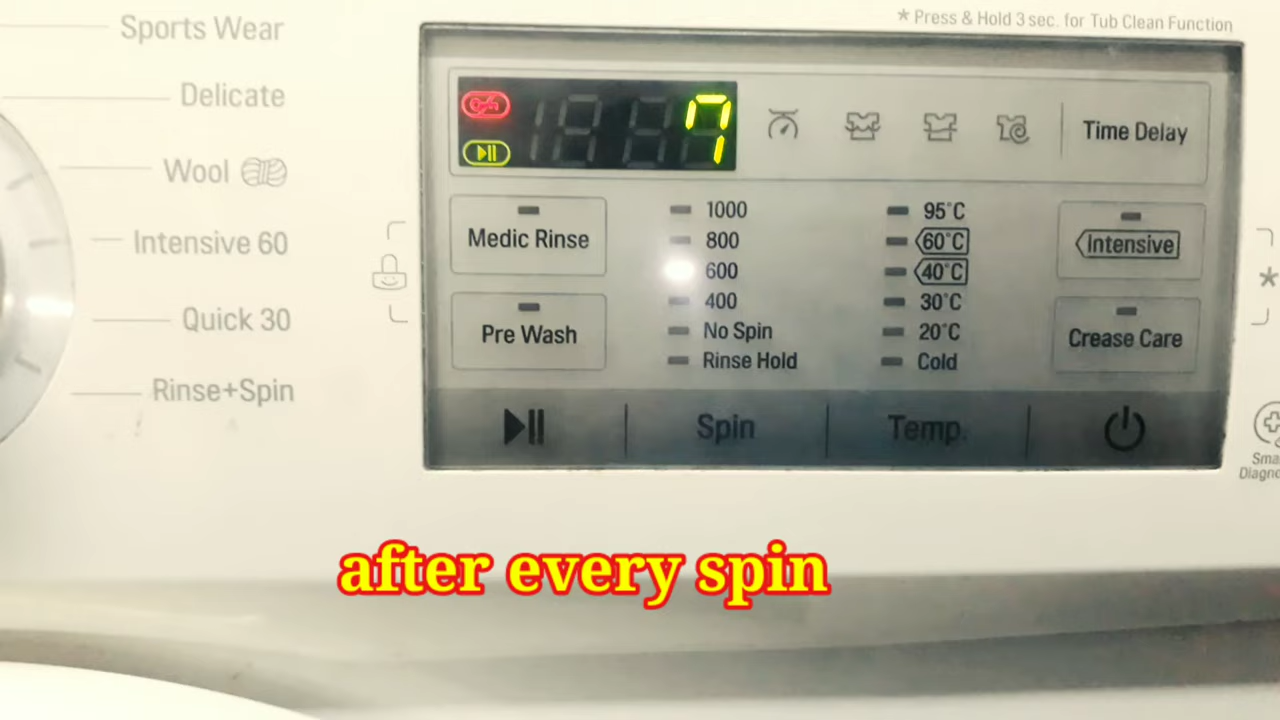 * Press & Hold 3 sec. for Tub Clean Function
Sports Wear
Delicate
Wool
Intensive 60
Quick 30
Rinse+Spin
7
Time Delay
Medic Rinse
Pre Wash
1000
800
600
400
No Spin
Rinse Hold
95°C
60°C
40°C
30°C
20°C
Cold
Intensive
Crease Care
*
Spin
Temp.
after every spin